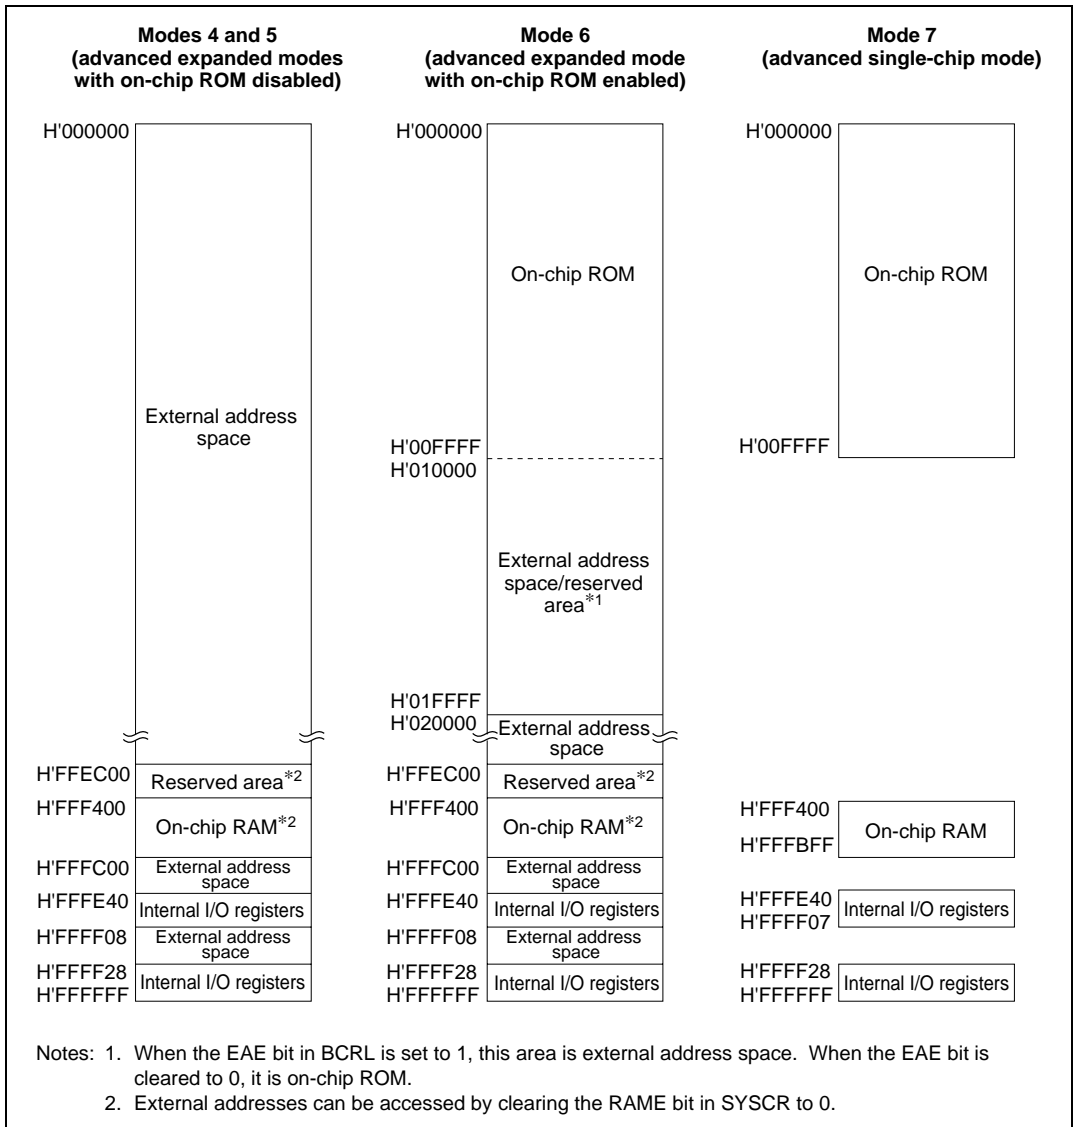 Modes 4 and 5
(advanced expanded modes
with on-chip ROM disabled)
H'000000
External address
space
H'FFEC00
Reserved area*2
H'FFF400
On-chip RAM*2
H'FFFC00
External address
space
H'FFFE40
Internal I/O registers
H'FFFF08
External address
space
H'FFFF28
Internal I/O registers
H'FFFFFF
Mode 6
(advanced expanded mode
with on-chip ROM enabled)
H'000000
On-chip ROM
H'00FFFF
H'010000
External address
space/reserved
area*1
H'01FFFF
H'020000
External address
space
H'FFEC00
Reserved area*2
H'FFF400
On-chip RAM*2
H'FFFC00
External address
space
H'FFFE40
Internal I/O registers
H'FFFF08
External address
space
H'FFFF28
Internal I/O registers
H'FFFFFF
Mode 7
(advanced single-chip mode)
H'000000
On-chip ROM
H'00FFFF
H'FFF400
On-chip RAM
H'FFFBFF
H'FFFE40
Internal I/O registers
H'FFFF07
H'FFFF28
Internal I/O registers
H'FFFFFF
Notes: 1. When the EAE bit in BCRL is set to 1, this area is external address space. When the EAE bit is
cleared to 0, it is on-chip ROM.
2. External addresses can be accessed by clearing the RAME bit in SYSCR to 0.